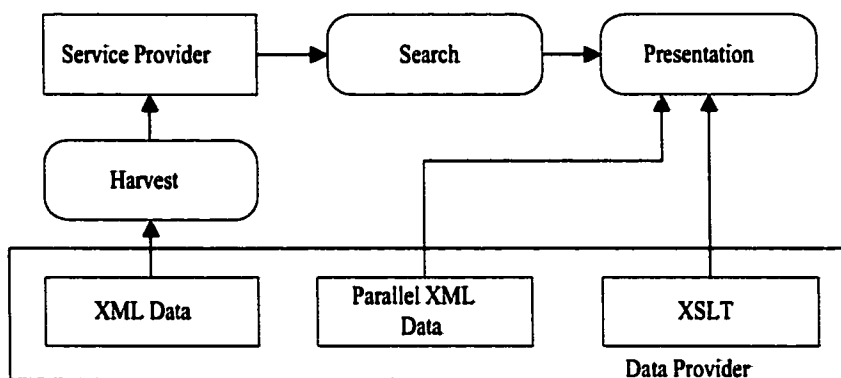 Service Provider
Search
Presentation
Harvest
XML Data
Parallel XML
Data
XSLT
Data Provider